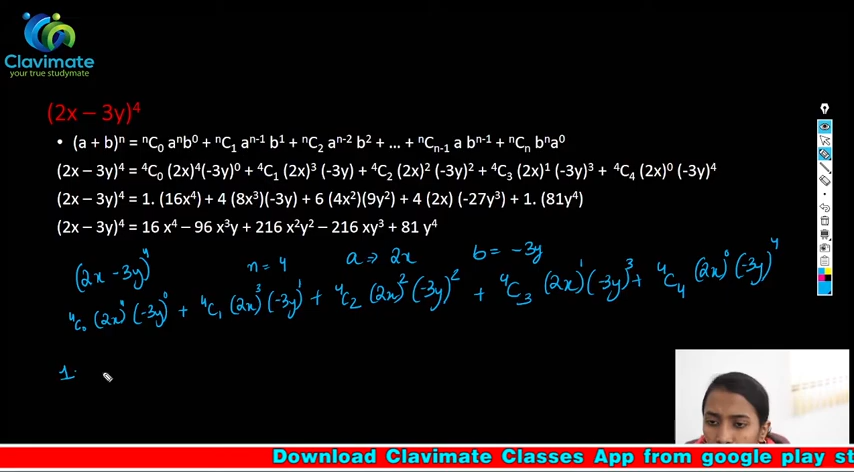 Clavimate
your true studymate
(2x – 3y)⁴
• (a + b)ⁿ = ⁿC₀ aⁿb⁰ + ⁿC₁ aⁿ⁻¹ b¹ + ⁿC₂ aⁿ⁻² b² + ... + ⁿCₙ₋₁ a bⁿ⁻¹ + ⁿCₙ bⁿa⁰
(2x – 3y)⁴ = ⁴C₀ (2x)⁴(-3y)⁰ + ⁴C₁ (2x)³ (-3y) + ⁴C₂ (2x)² (-3y)² + ⁴C₃ (2x)¹ (-3y)³ + ⁴C₄ (2x)⁰ (-3y)⁴
(2x – 3y)⁴ = 1. (16x⁴) + 4 (8x³)(-3y) + 6 (4x²)(9y²) + 4 (2x) (-27y³) + 1. (81y⁴)
(2x – 3y)⁴ = 16 x⁴ – 96 x³y + 216 x²y² – 216 xy³ + 81 y⁴
(2x - 3y)⁴ n = 4 a ⇒ 2x b = -3y
⁴C₀ (2x)⁴ (-3y)⁰ + ⁴C₁ (2x)³ (-3y)¹ + ⁴C₂ (2x)² (-3y)² + ⁴C₃ (2x)¹ (-3y)³ + ⁴C₄ (2x)⁰ (-3y)⁴
1.
Download Clavimate Classes App from google play st